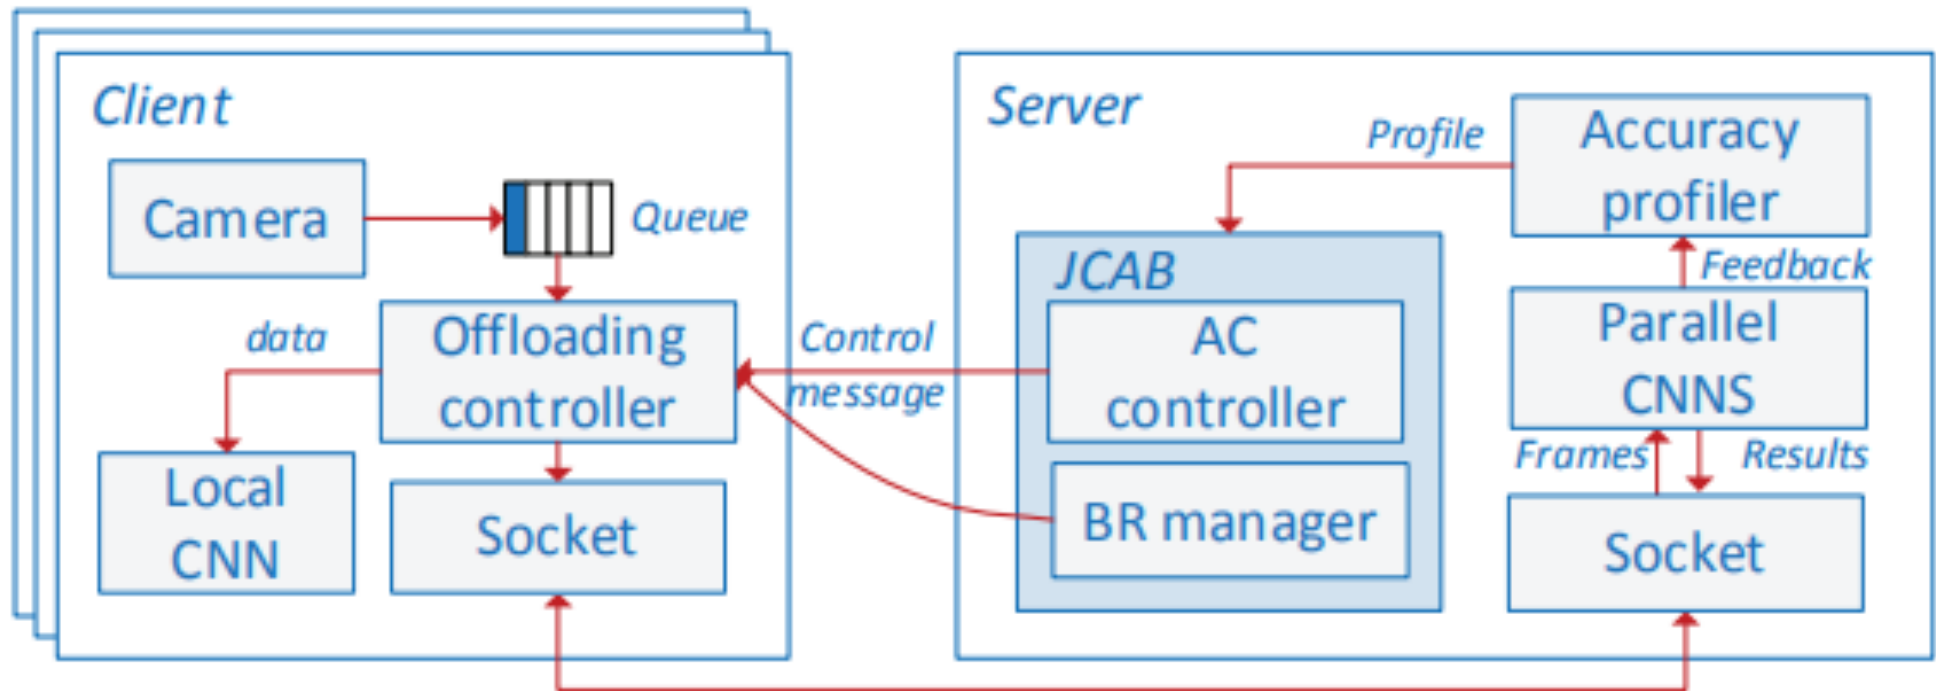 Client
Camera
Queue
data
Offloading
controller
Local
CNN
Socket
Control
message
Server
Profile
Accuracy
profiler
JCAB
AC
controller
BR manager
Feedback
Parallel
CNNS
Frames
Results
Socket